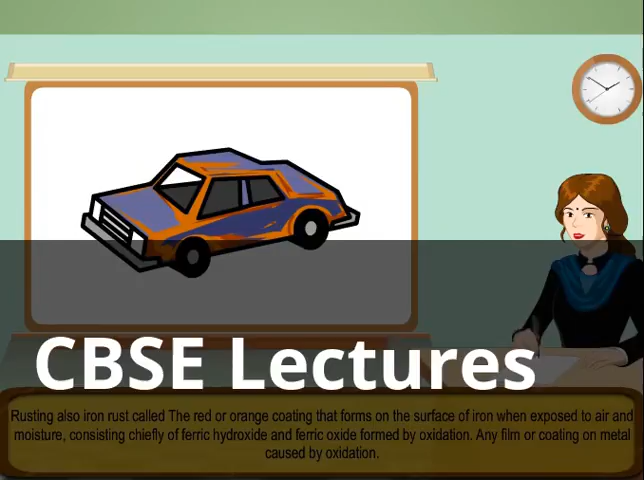 CBSE Lectures
Rusting also iron rust called The red or orange coating that forms on the surface of iron when exposed to air and
moisture, consisting chiefly of ferric hydroxide and ferric oxide formed by oxidation. Any film or coating on metal
caused by oxidation.